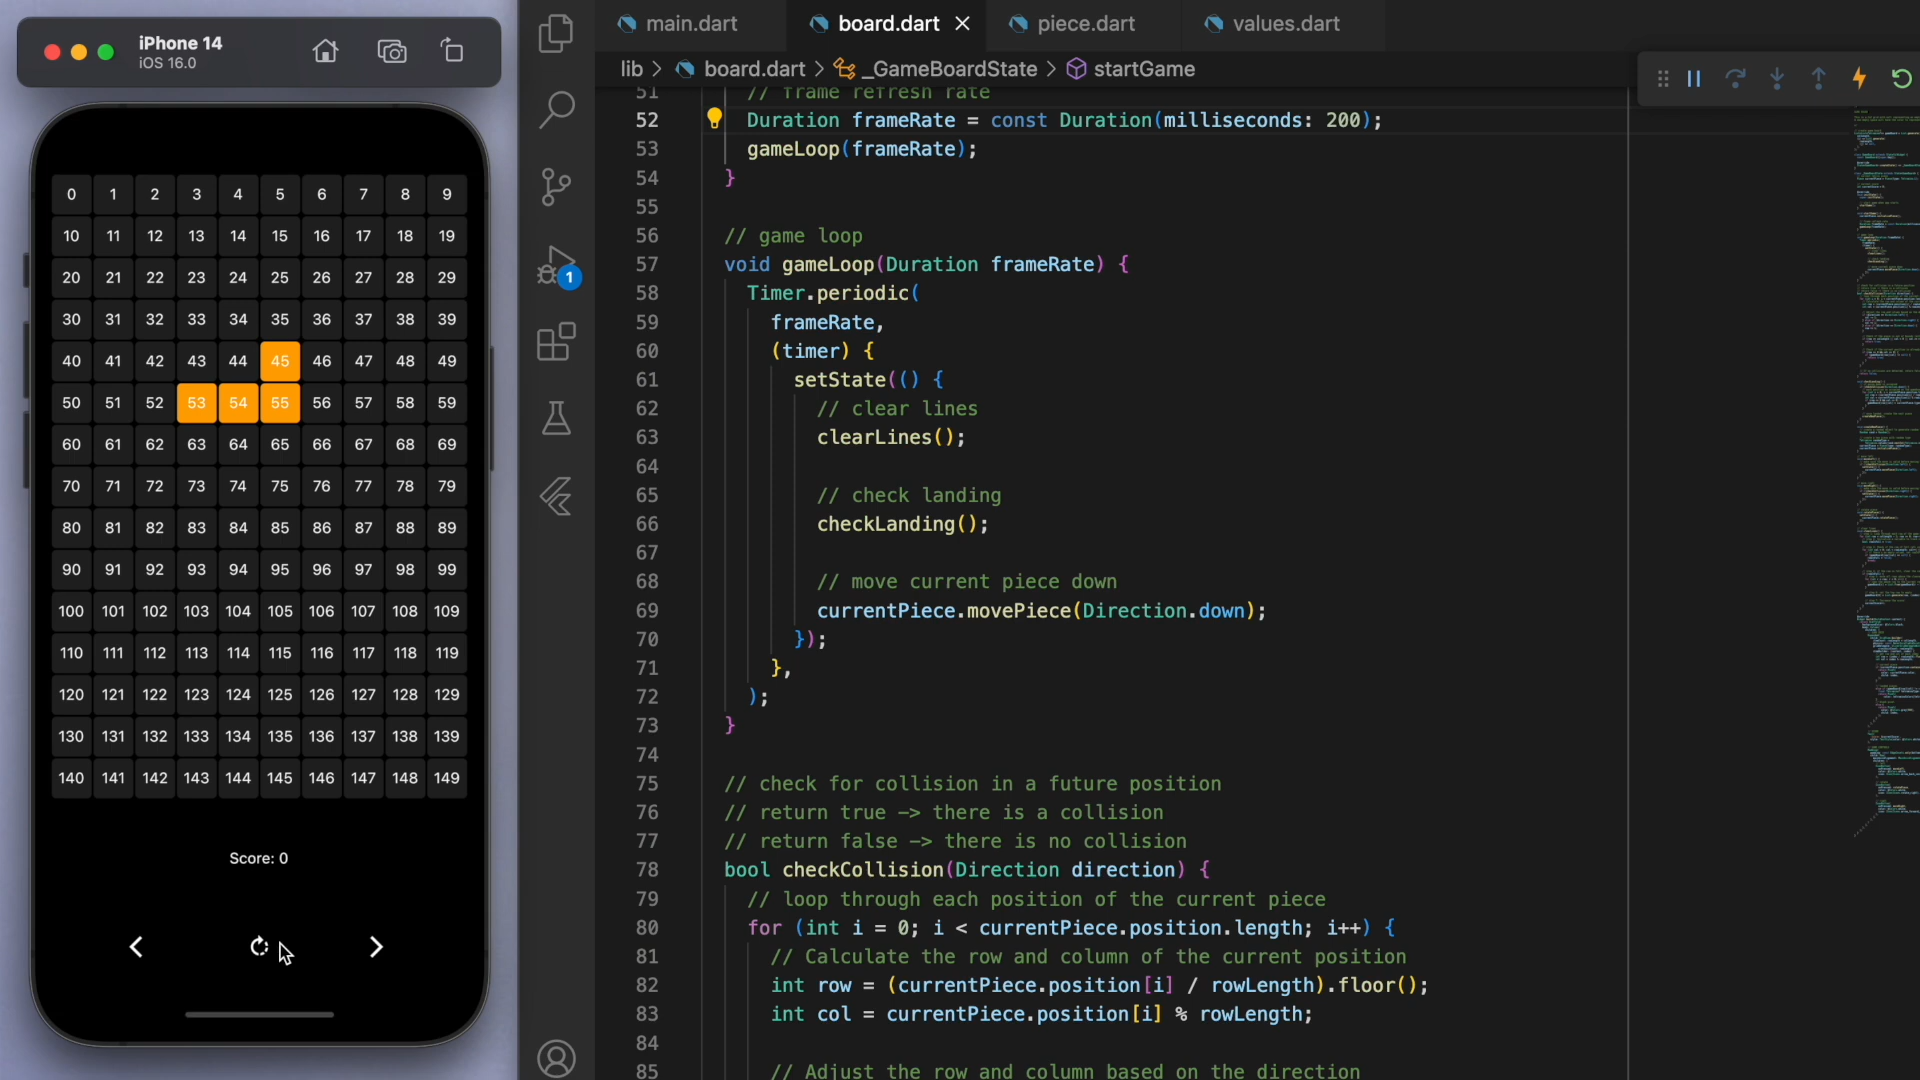 iPhone 14
iOS 16.0
0 1 2 3 4 5 6 7 8 9
10 11 12 13 14 15 16 17 18 19
20 21 22 23 24 25 26 27 28 29
30 31 32 33 34 35 36 37 38 39
40 41 42 43 44 45 46 47 48 49
50 51 52 53 54 55 56 57 58 59
60 61 62 63 64 65 66 67 68 69
70 71 72 73 74 75 76 77 78 79
80 81 82 83 84 85 86 87 88 89
90 91 92 93 94 95 96 97 98 99
100 101 102 103 104 105 106 107 108 109
110 111 112 113 114 115 116 117 118 119
120 121 122 123 124 125 126 127 128 129
130 131 132 133 134 135 136 137 138 139
140 141 142 143 144 145 146 147 148 149
Score: 0
1
main.dart board.dart piece.dart values.dart
lib > board.dart > _GameBoardState > startGame
51 // frame refresh rate
52 Duration frameRate = const Duration(milliseconds: 200);
53 gameLoop(frameRate);
54 }
55
56 // game loop
57 void gameLoop(Duration frameRate) {
58 Timer.periodic(
59 frameRate,
60 (timer) {
61 setState(() {
62 // clear lines
63 clearLines();
64
65 // check landing
66 checkLanding();
67
68 // move current piece down
69 currentPiece.movePiece(Direction.down);
70 });
71 },
72 );
73 }
74
75 // check for collision in a future position
76 // return true -> there is a collision
77 // return false -> there is no collision
78 bool checkCollision(Direction direction) {
79 // loop through each position of the current piece
80 for (int i = 0; i < currentPiece.position.length; i++) {
81 // Calculate the row and column of the current position
82 int row = (currentPiece.position[i] / rowLength).floor();
83 int col = currentPiece.position[i] % rowLength;
84
85 // Adjust the row and column based on the direction